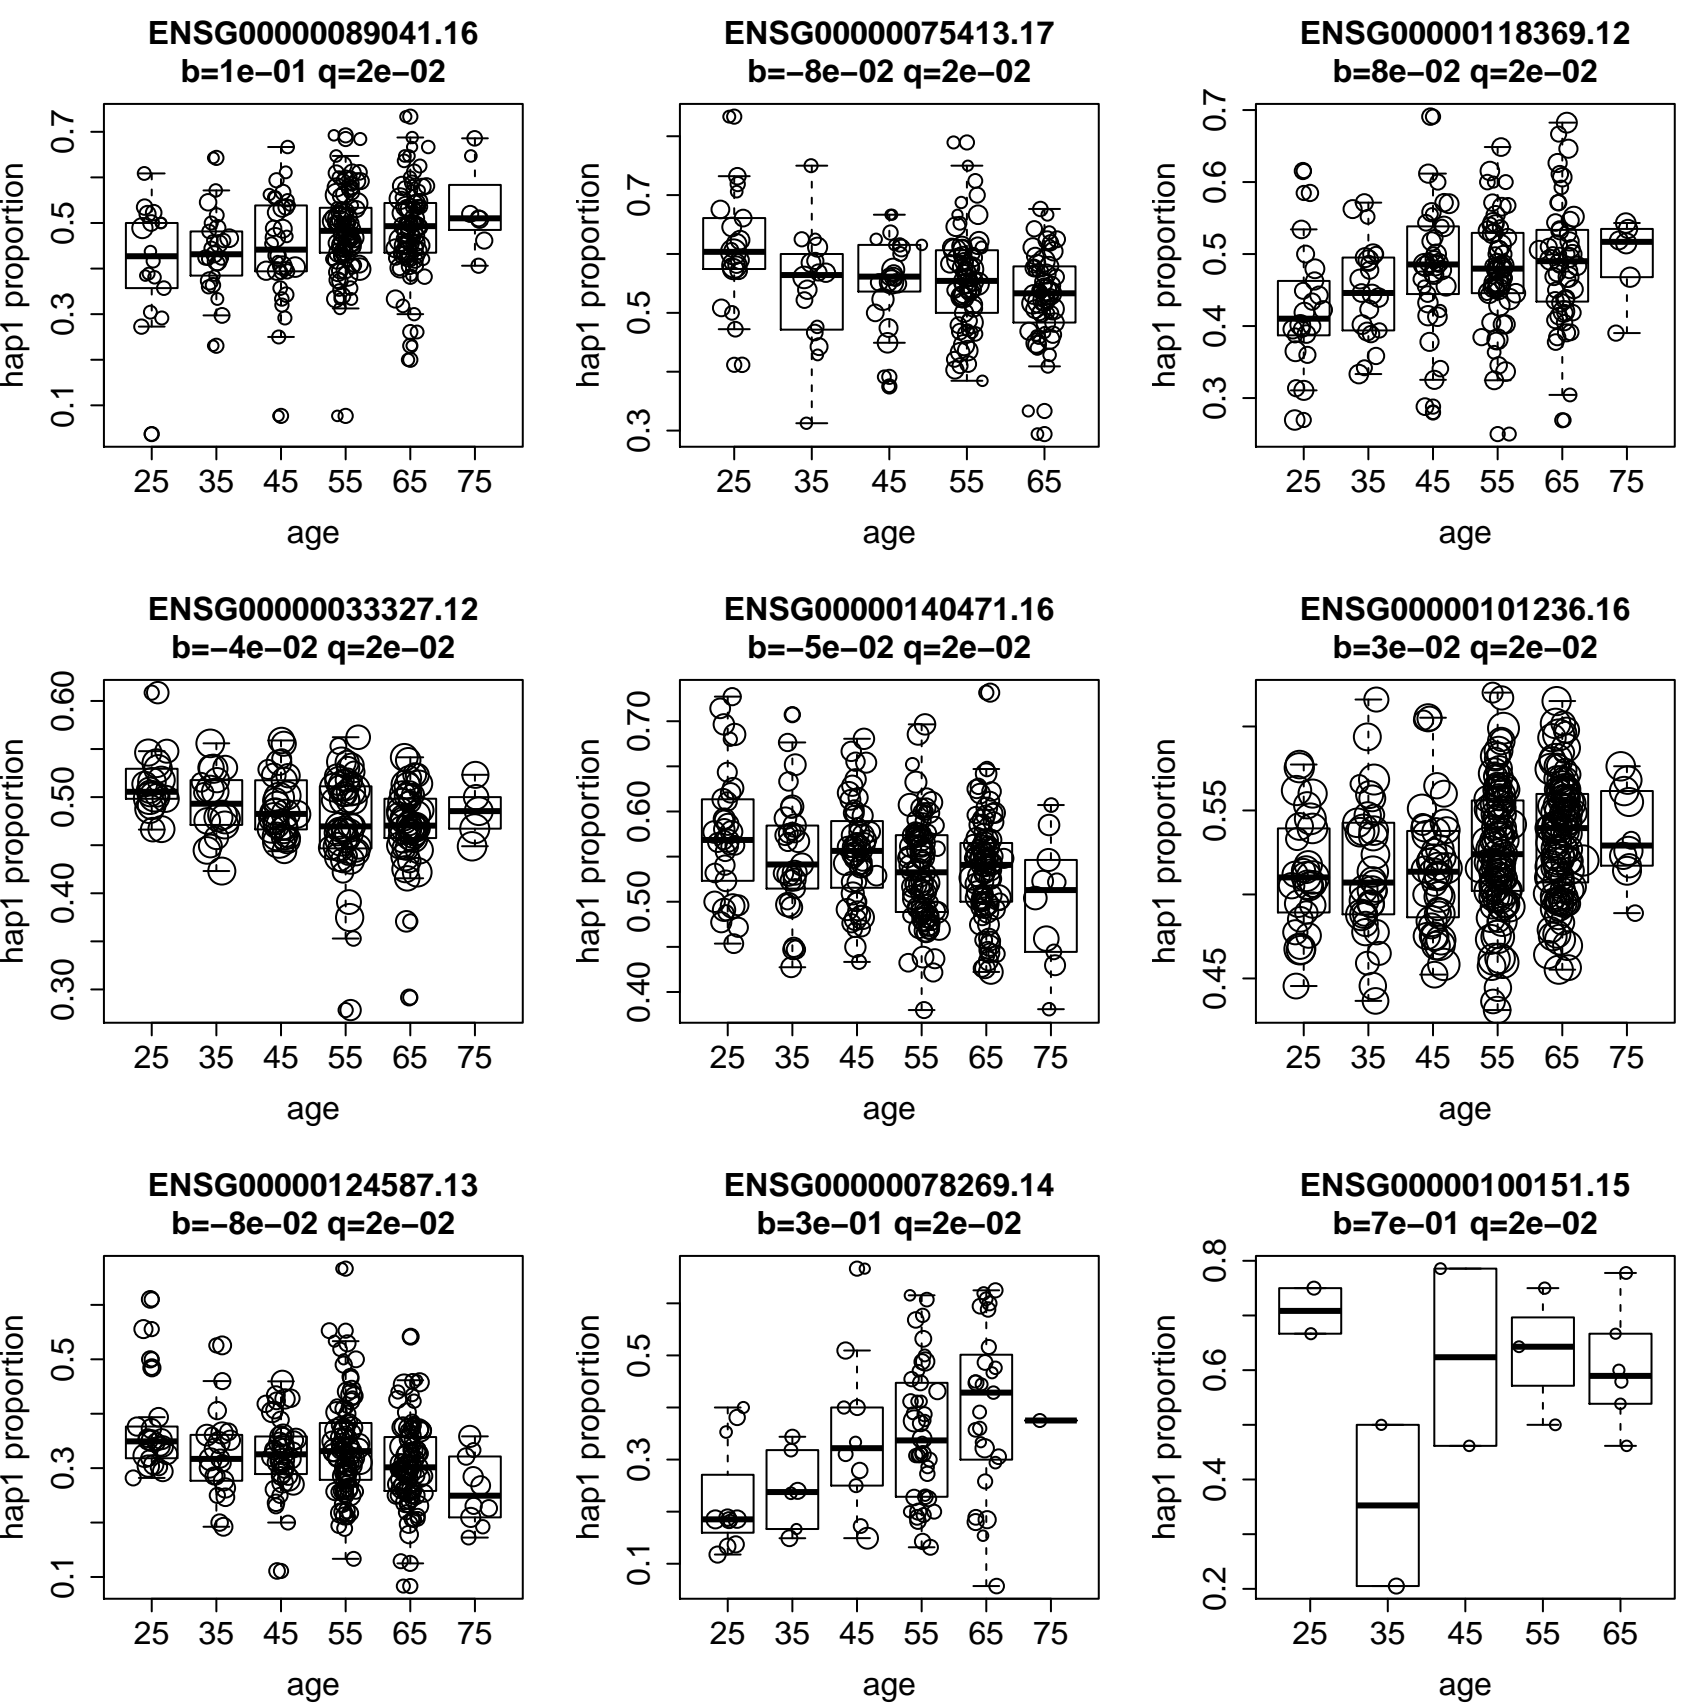 ENSG00000089041.16
b=1e−01 q=2e−02
hap1 proportion
0.7
0.5
0.3
0.1
25 35 45 55 65 75
age
ENSG00000075413.17
b=−8e−02 q=2e−02
hap1 proportion
0.7
0.5
0.3
25 35 45 55 65
age
ENSG00000118369.12
b=8e−02 q=2e−02
hap1 proportion
0.7
0.6
0.5
0.4
0.3
25 35 45 55 65 75
age
ENSG00000033327.12
b=−4e−02 q=2e−02
hap1 proportion
0.60
0.50
0.40
0.30
25 35 45 55 65 75
age
ENSG00000140471.16
b=−5e−02 q=2e−02
hap1 proportion
0.70
0.60
0.50
0.40
25 35 45 55 65 75
age
ENSG00000101236.16
b=3e−02 q=2e−02
hap1 proportion
0.55
0.45
25 35 45 55 65 75
age
ENSG00000124587.13
b=−8e−02 q=2e−02
hap1 proportion
0.5
0.3
0.1
25 35 45 55 65 75
age
ENSG00000078269.14
b=3e−01 q=2e−02
hap1 proportion
0.5
0.3
0.1
25 35 45 55 65 75
age
ENSG00000100151.15
b=7e−01 q=2e−02
hap1 proportion
0.8
0.6
0.4
0.2
25 35 45 55 65
age